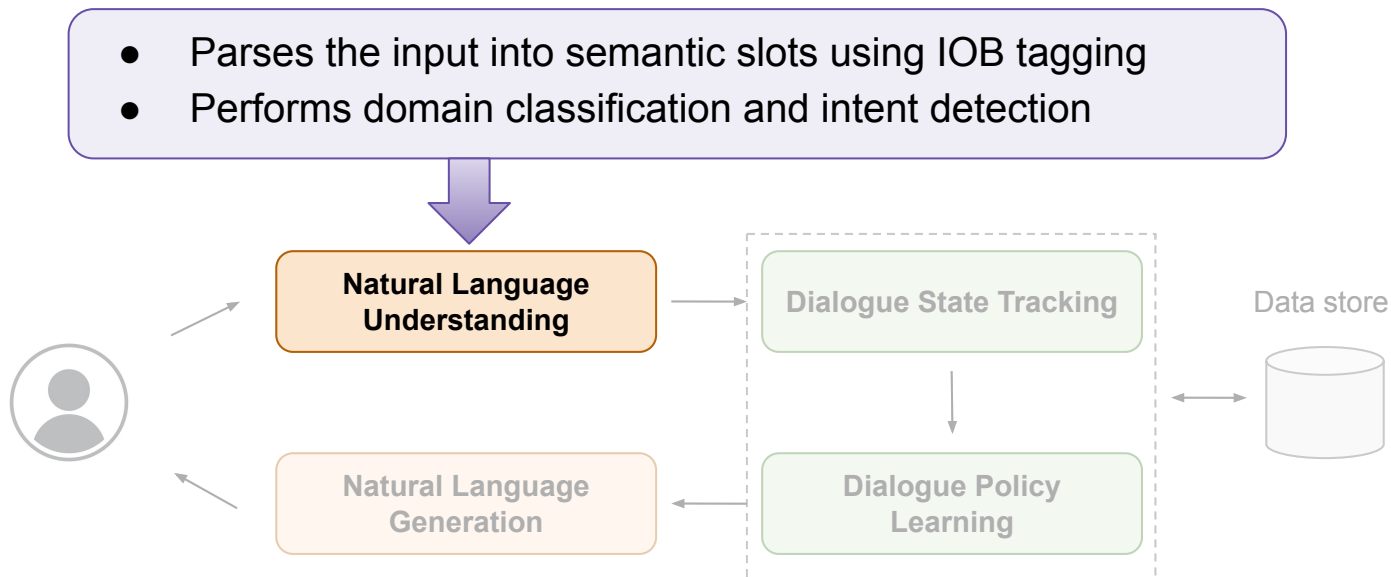 ● Parses the input into semantic slots using IOB tagging
● Performs domain classification and intent detection
Natural Language
Understanding
Dialogue State Tracking
Data store
Natural Language
Generation
Dialogue Policy
Learning